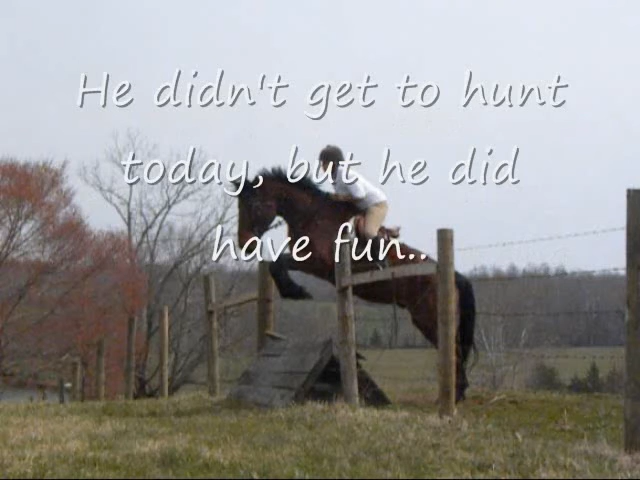 He didn't get to hunt
today, but he did
have fun..